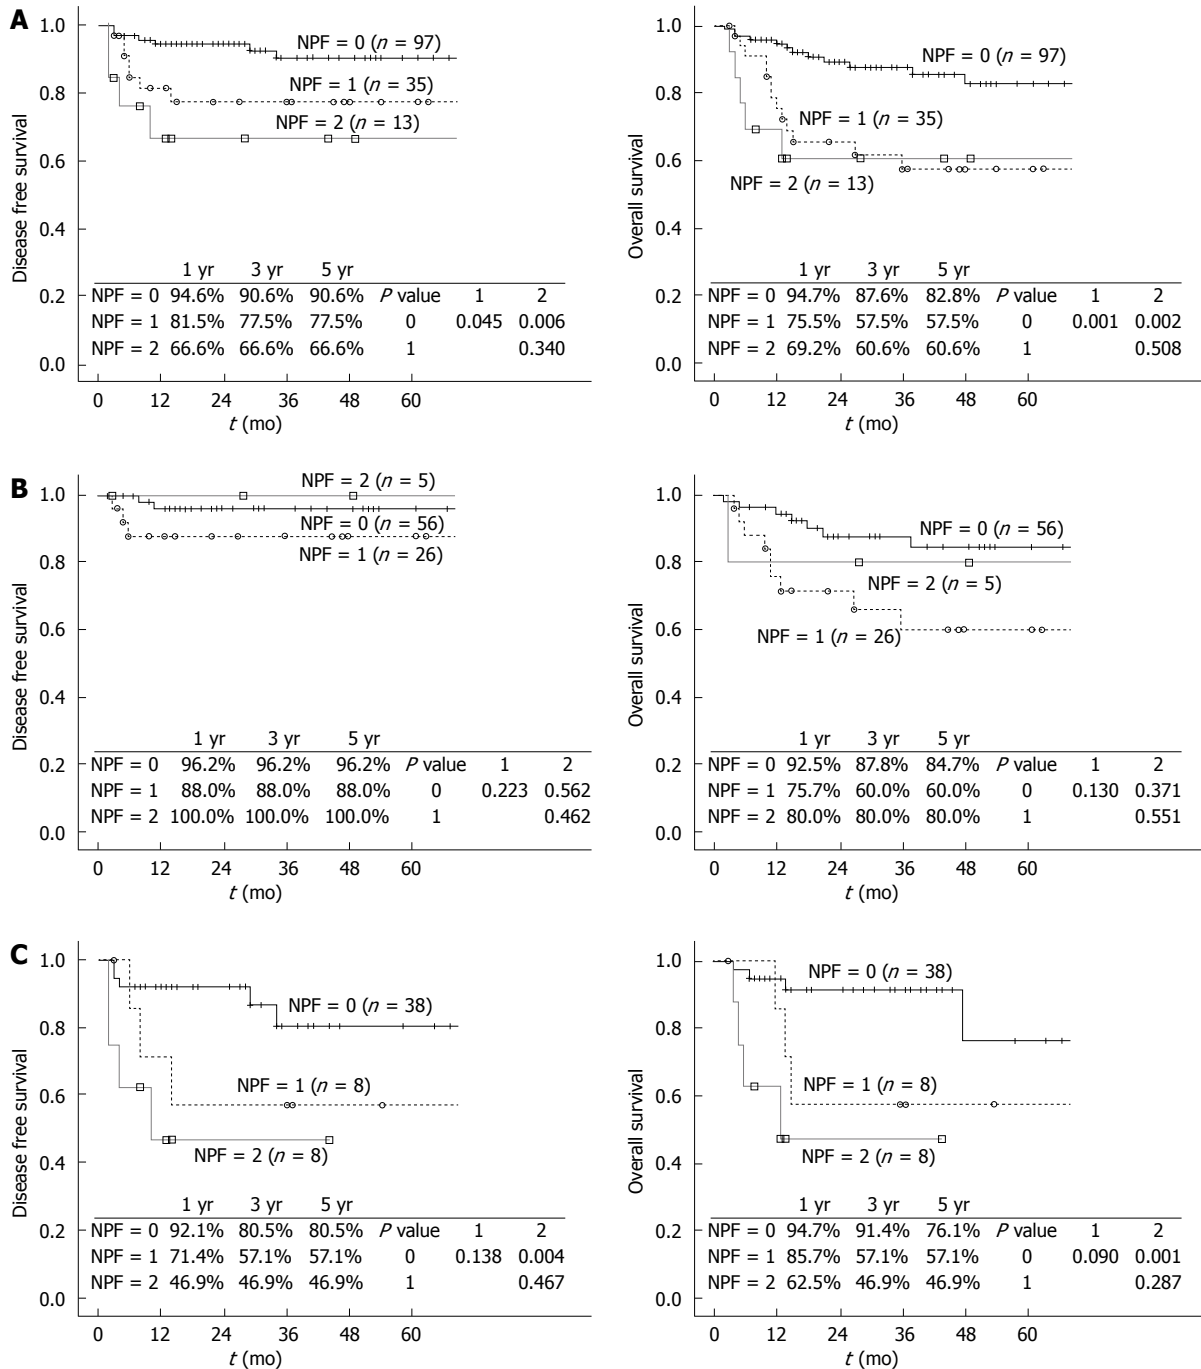 A
Disease free survival
1.0
0.8
0.6
0.4
0.2
0.0
NPF = 0 (n = 97)
NPF = 1 (n = 35)
NPF = 2 (n = 13)
1 yr 3 yr 5 yr
NPF = 0 94.6% 90.6% 90.6% P value 1 2
NPF = 1 81.5% 77.5% 77.5% 0 0.045 0.006
NPF = 2 66.6% 66.6% 66.6% 1 0.340
0 12 24 36 48 60
t (mo)
Overall survival
1.0
0.8
0.6
0.4
0.2
0.0
NPF = 0 (n = 97)
NPF = 1 (n = 35)
NPF = 2 (n = 13)
1 yr 3 yr 5 yr
NPF = 0 94.7% 87.6% 82.8% P value 1 2
NPF = 1 75.5% 57.5% 57.5% 0 0.001 0.002
NPF = 2 69.2% 60.6% 60.6% 1 0.508
0 12 24 36 48 60
t (mo)
B
Disease free survival
1.0
0.8
0.6
0.4
0.2
0.0
NPF = 2 (n = 5)
NPF = 0 (n = 56)
NPF = 1 (n = 26)
1 yr 3 yr 5 yr
NPF = 0 96.2% 96.2% 96.2% P value 1 2
NPF = 1 88.0% 88.0% 88.0% 0 0.223 0.562
NPF = 2 100.0% 100.0% 100.0% 1 0.462
0 12 24 36 48 60
t (mo)
Overall survival
1.0
0.8
0.6
0.4
0.2
0.0
NPF = 0 (n = 56)
NPF = 2 (n = 5)
NPF = 1 (n = 26)
1 yr 3 yr 5 yr
NPF = 0 92.5% 87.8% 84.7% P value 1 2
NPF = 1 75.7% 60.0% 60.0% 0 0.130 0.371
NPF = 2 80.0% 80.0% 80.0% 1 0.551
0 12 24 36 48 60
t (mo)
C
Disease free survival
1.0
0.8
0.6
0.4
0.2
0.0
NPF = 0 (n = 38)
NPF = 1 (n = 8)
NPF = 2 (n = 8)
1 yr 3 yr 5 yr
NPF = 0 92.1% 80.5% 80.5% P value 1 2
NPF = 1 71.4% 57.1% 57.1% 0 0.138 0.004
NPF = 2 46.9% 46.9% 46.9% 1 0.467
0 12 24 36 48 60
t (mo)
Overall survival
1.0
0.8
0.6
0.4
0.2
0.0
NPF = 0 (n = 38)
NPF = 1 (n = 8)
NPF = 2 (n = 8)
1 yr 3 yr 5 yr
NPF = 0 94.7% 91.4% 76.1% P value 1 2
NPF = 1 85.7% 57.1% 57.1% 0 0.090 0.001
NPF = 2 62.5% 46.9% 46.9% 1 0.287
0 12 24 36 48 60
t (mo)